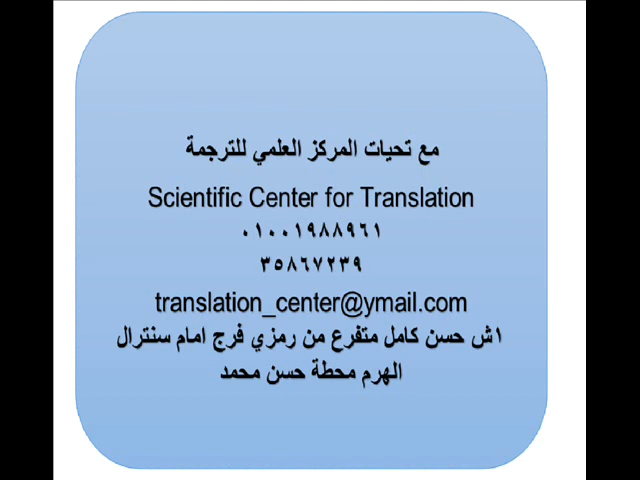 مع تحيات المركز العلمي للترجمة
Scientific Center for Translation
٠١٠٠١٩٨٨٩٦١
٣٥٨٦٧٢٣٩
translation_center@ymail.com
١ش حسن كامل متفرع من رمزي فرج امام سنترال
الهرم محطة حسن محمد